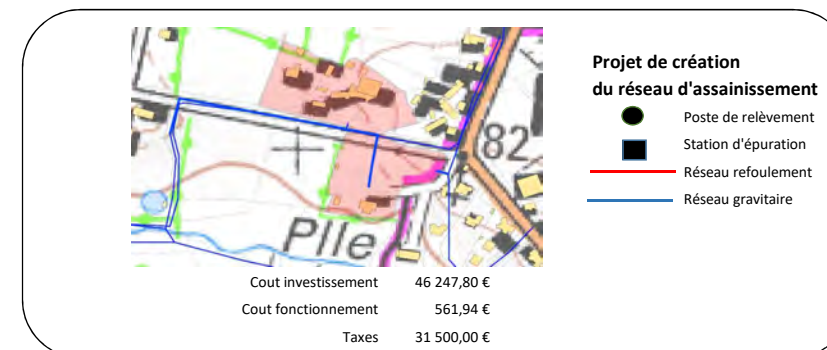 82
Plle
Cout investissement 46 247,80 €
Cout fonctionnement 561,94 €
Taxes 31 500,00 €
Projet de création
du réseau d'assainissement
Poste de relèvement
Station d'épuration
Réseau refoulement
Réseau gravitaire